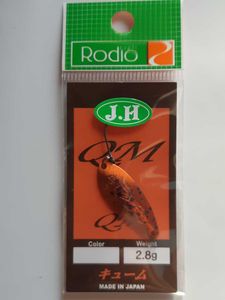 Rodio
J.H
QM
Q
Color Weight
2.8g
キューム
MADE IN JAPAN